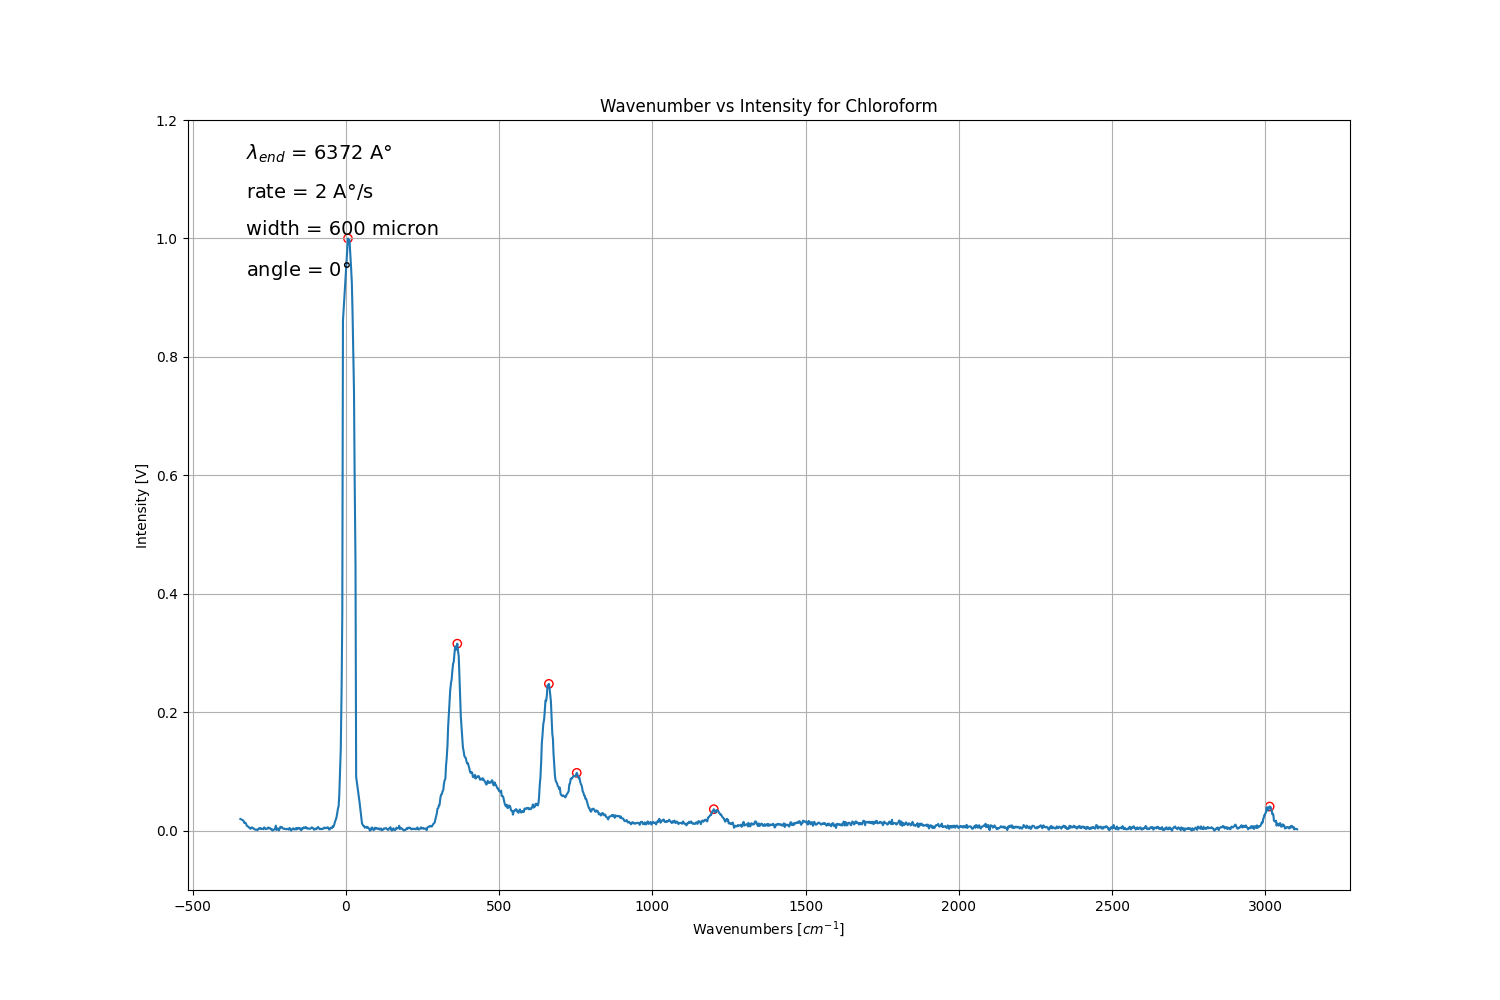 Wavenumber vs Intensity for Chloroform
1.2
1.0
0.8
0.6
0.4
0.2
0.0
Intensity [V]
λ_end = 6372 A°
rate = 2 A°/s
width = 600 micron
angle = 0°
−500 0 500 1000 1500 2000 2500 3000
Wavenumbers [cm⁻¹]